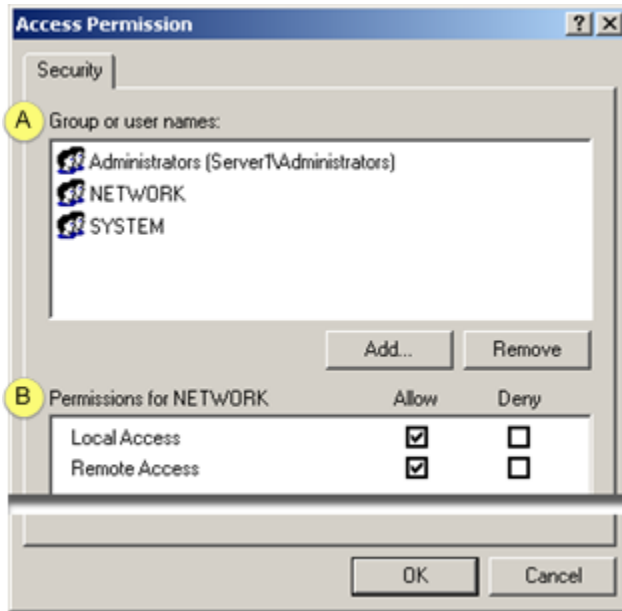 Access Permission
Security
A Group or user names:
Administrators (Server1\Administrators)
NETWORK
SYSTEM
Add... Remove
B Permissions for NETWORK Allow Deny
Local Access
Remote Access
OK Cancel